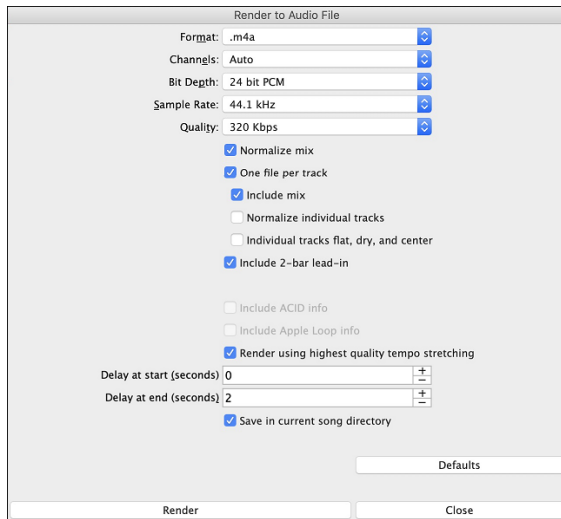 Render to Audio File
Format: .m4a
Channels: Auto
Bit Depth: 24 bit PCM
Sample Rate: 44.1 kHz
Quality: 320 Kbps
Normalize mix
One file per track
Include mix
Normalize individual tracks
Individual tracks flat, dry, and center
Include 2-bar lead-in
Include ACID info
Include Apple Loop info
Render using highest quality tempo stretching
Delay at start (seconds) 0
Delay at end (seconds) 2
Save in current song directory
Defaults
Render Close